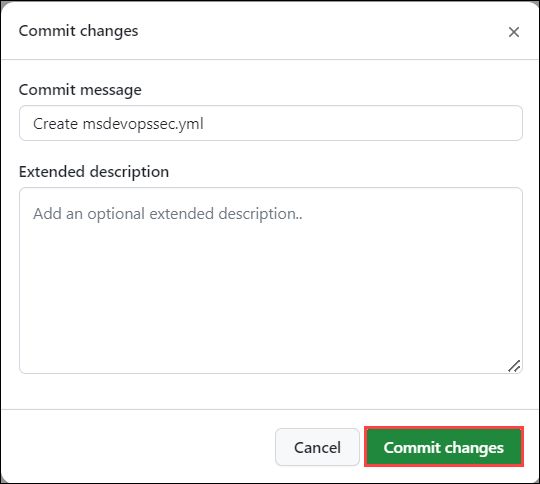 Commit changes
Commit message
Create msdevopssec.yml
Extended description
Add an optional extended description..
Cancel
Commit changes